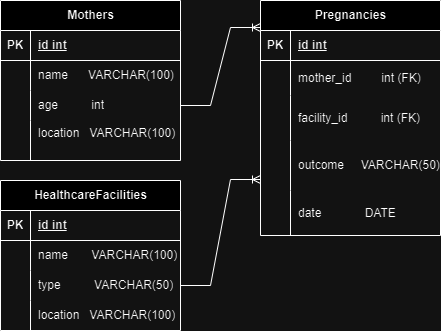 Mothers
PK id int
name VARCHAR(100)
age int
location VARCHAR(100)
Pregnancies
PK id int
mother_id int (FK)
facility_id int (FK)
outcome VARCHAR(50)
date DATE
HealthcareFacilities
PK id int
name VARCHAR(100)
type VARCHAR(50)
location VARCHAR(100)